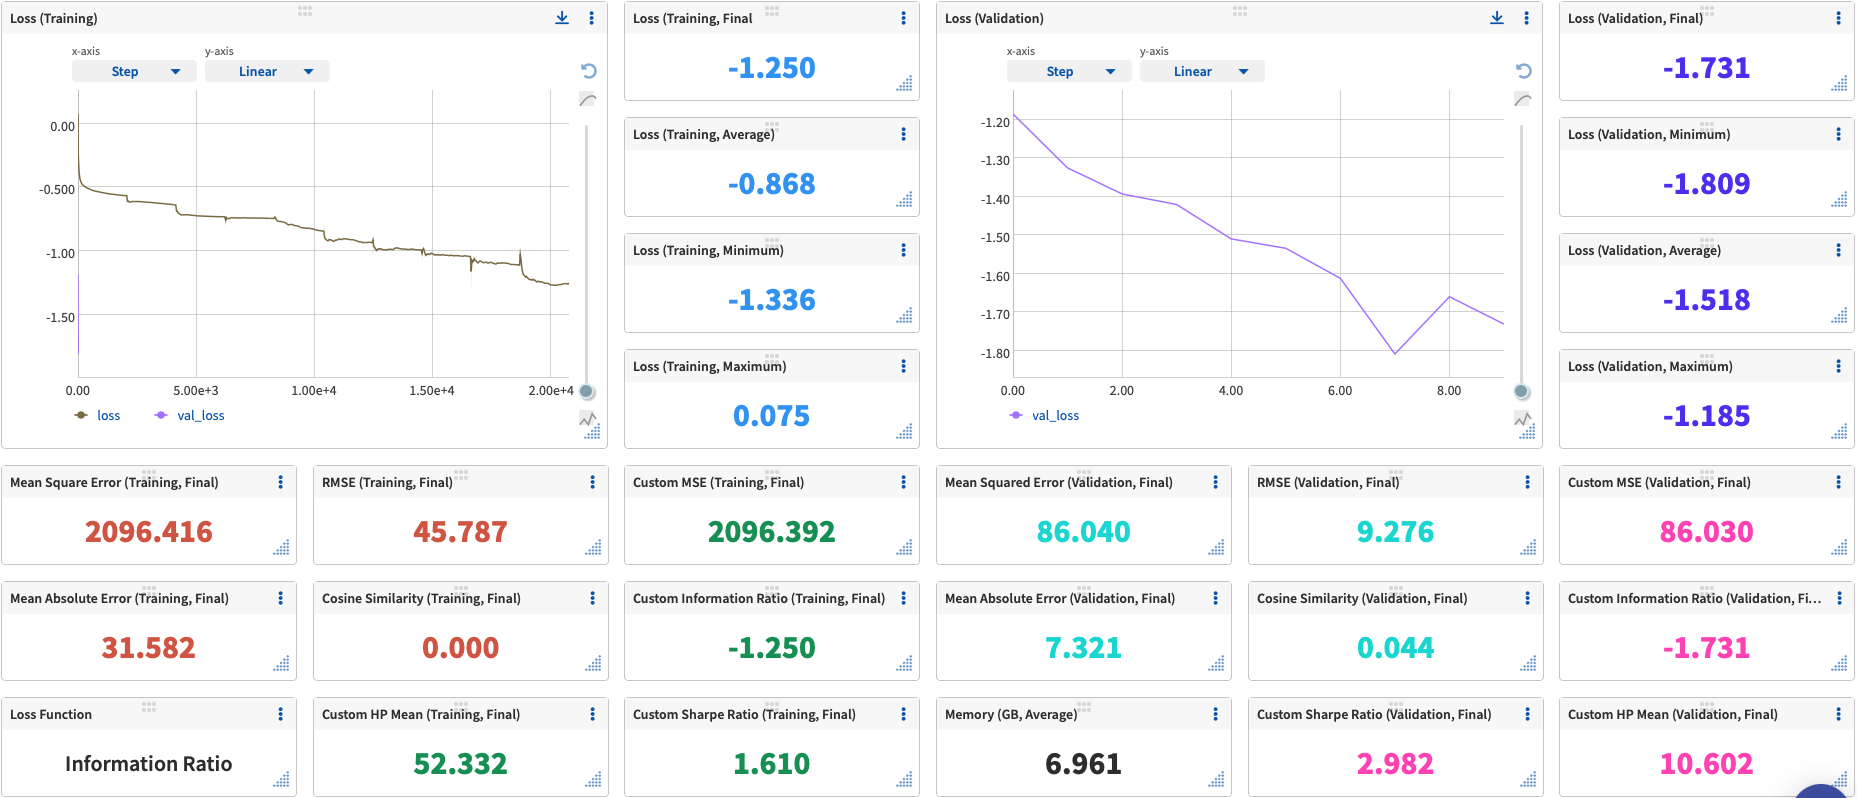 Loss (Training)
x-axis
y-axis
Step
Linear
0.00
-0.500
-1.00
-1.50
0.00
5.00e+3
1.00e+4
1.50e+4
2.00e+4
loss
val_loss
Loss (Training, Final
-1.250
Loss (Training, Average)
-0.868
Loss (Training, Minimum)
-1.336
Loss (Training, Maximum)
0.075
Loss (Validation)
x-axis
y-axis
Step
Linear
-1.20
-1.30
-1.40
-1.50
-1.60
-1.70
-1.80
0.00
2.00
4.00
6.00
8.00
val_loss
Loss (Validation, Final)
-1.731
Loss (Validation, Minimum)
-1.809
Loss (Validation, Average)
-1.518
Loss (Validation, Maximum)
-1.185
Mean Square Error (Training, Final)
2096.416
RMSE (Training, Final)
45.787
Custom MSE (Training, Final)
2096.392
Mean Squared Error (Validation, Final)
86.040
RMSE (Validation, Final)
9.276
Custom MSE (Validation, Final)
86.030
Mean Absolute Error (Training, Final)
31.582
Cosine Similarity (Training, Final)
0.000
Custom Information Ratio (Training, Final)
-1.250
Mean Absolute Error (Validation, Final)
7.321
Cosine Similarity (Validation, Final)
0.044
Custom Information Ratio (Validation, Fi...
-1.731
Loss Function
Information Ratio
Custom HP Mean (Training, Final)
52.332
Custom Sharpe Ratio (Training, Final)
1.610
Memory (GB, Average)
6.961
Custom Sharpe Ratio (Validation, Final)
2.982
Custom HP Mean (Validation, Final)
10.602